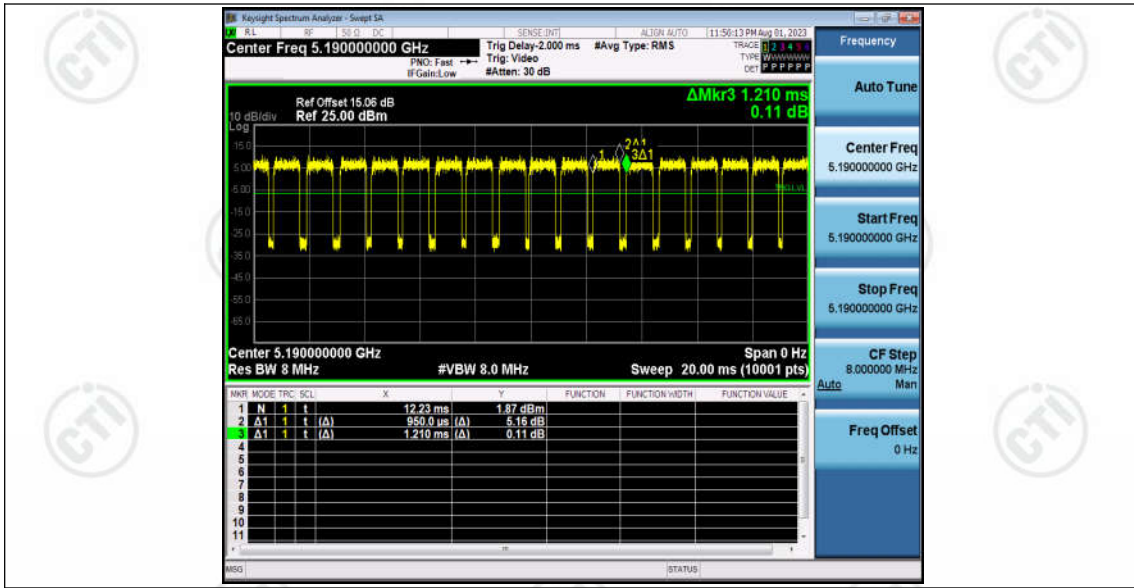 Keysight Spectrum Analyzer - Swept SA
RL RF 50 Ω DC SENSE:INT ALIGN AUTO 11:50:13 PM Aug 01, 2023
Center Freq 5.190000000 GHz Trig Delay-2.000 ms #Avg Type: RMS TRACE 1 2 3 4 5 6
PNO: Fast Trig: Video TYPE WWWWWW
IFGain:Low #Atten: 30 dB DET P P P P P P
Frequency
Auto Tune
ΔMkr3 1.210 ms
0.11 dB
Ref Offset 15.06 dB
10 dB/div Ref 25.00 dBm
Log
15.0
5.00
-5.00
-15.0
-25.0
-35.0
-45.0
-55.0
-65.0
1 2Δ1
3Δ1
TRIG LVL
Center 5.190000000 GHz Span 0 Hz
Res BW 8 MHz #VBW 8.0 MHz Sweep 20.00 ms (10001 pts)
MKR MODE TRC SCL X Y FUNCTION FUNCTION WIDTH FUNCTION VALUE
1 N 1 t 12.23 ms 1.87 dBm
2 Δ1 1 t (Δ) 950.0 µs (Δ) 5.16 dB
3 Δ1 1 t (Δ) 1.210 ms (Δ) 0.11 dB
4
5
6
7
8
9
10
11
MSG STATUS
Center Freq
5.190000000 GHz
Start Freq
5.190000000 GHz
Stop Freq
5.190000000 GHz
CF Step
8.000000 MHz
Auto Man
Freq Offset
0 Hz
CTI
CTI
CTI
CTI